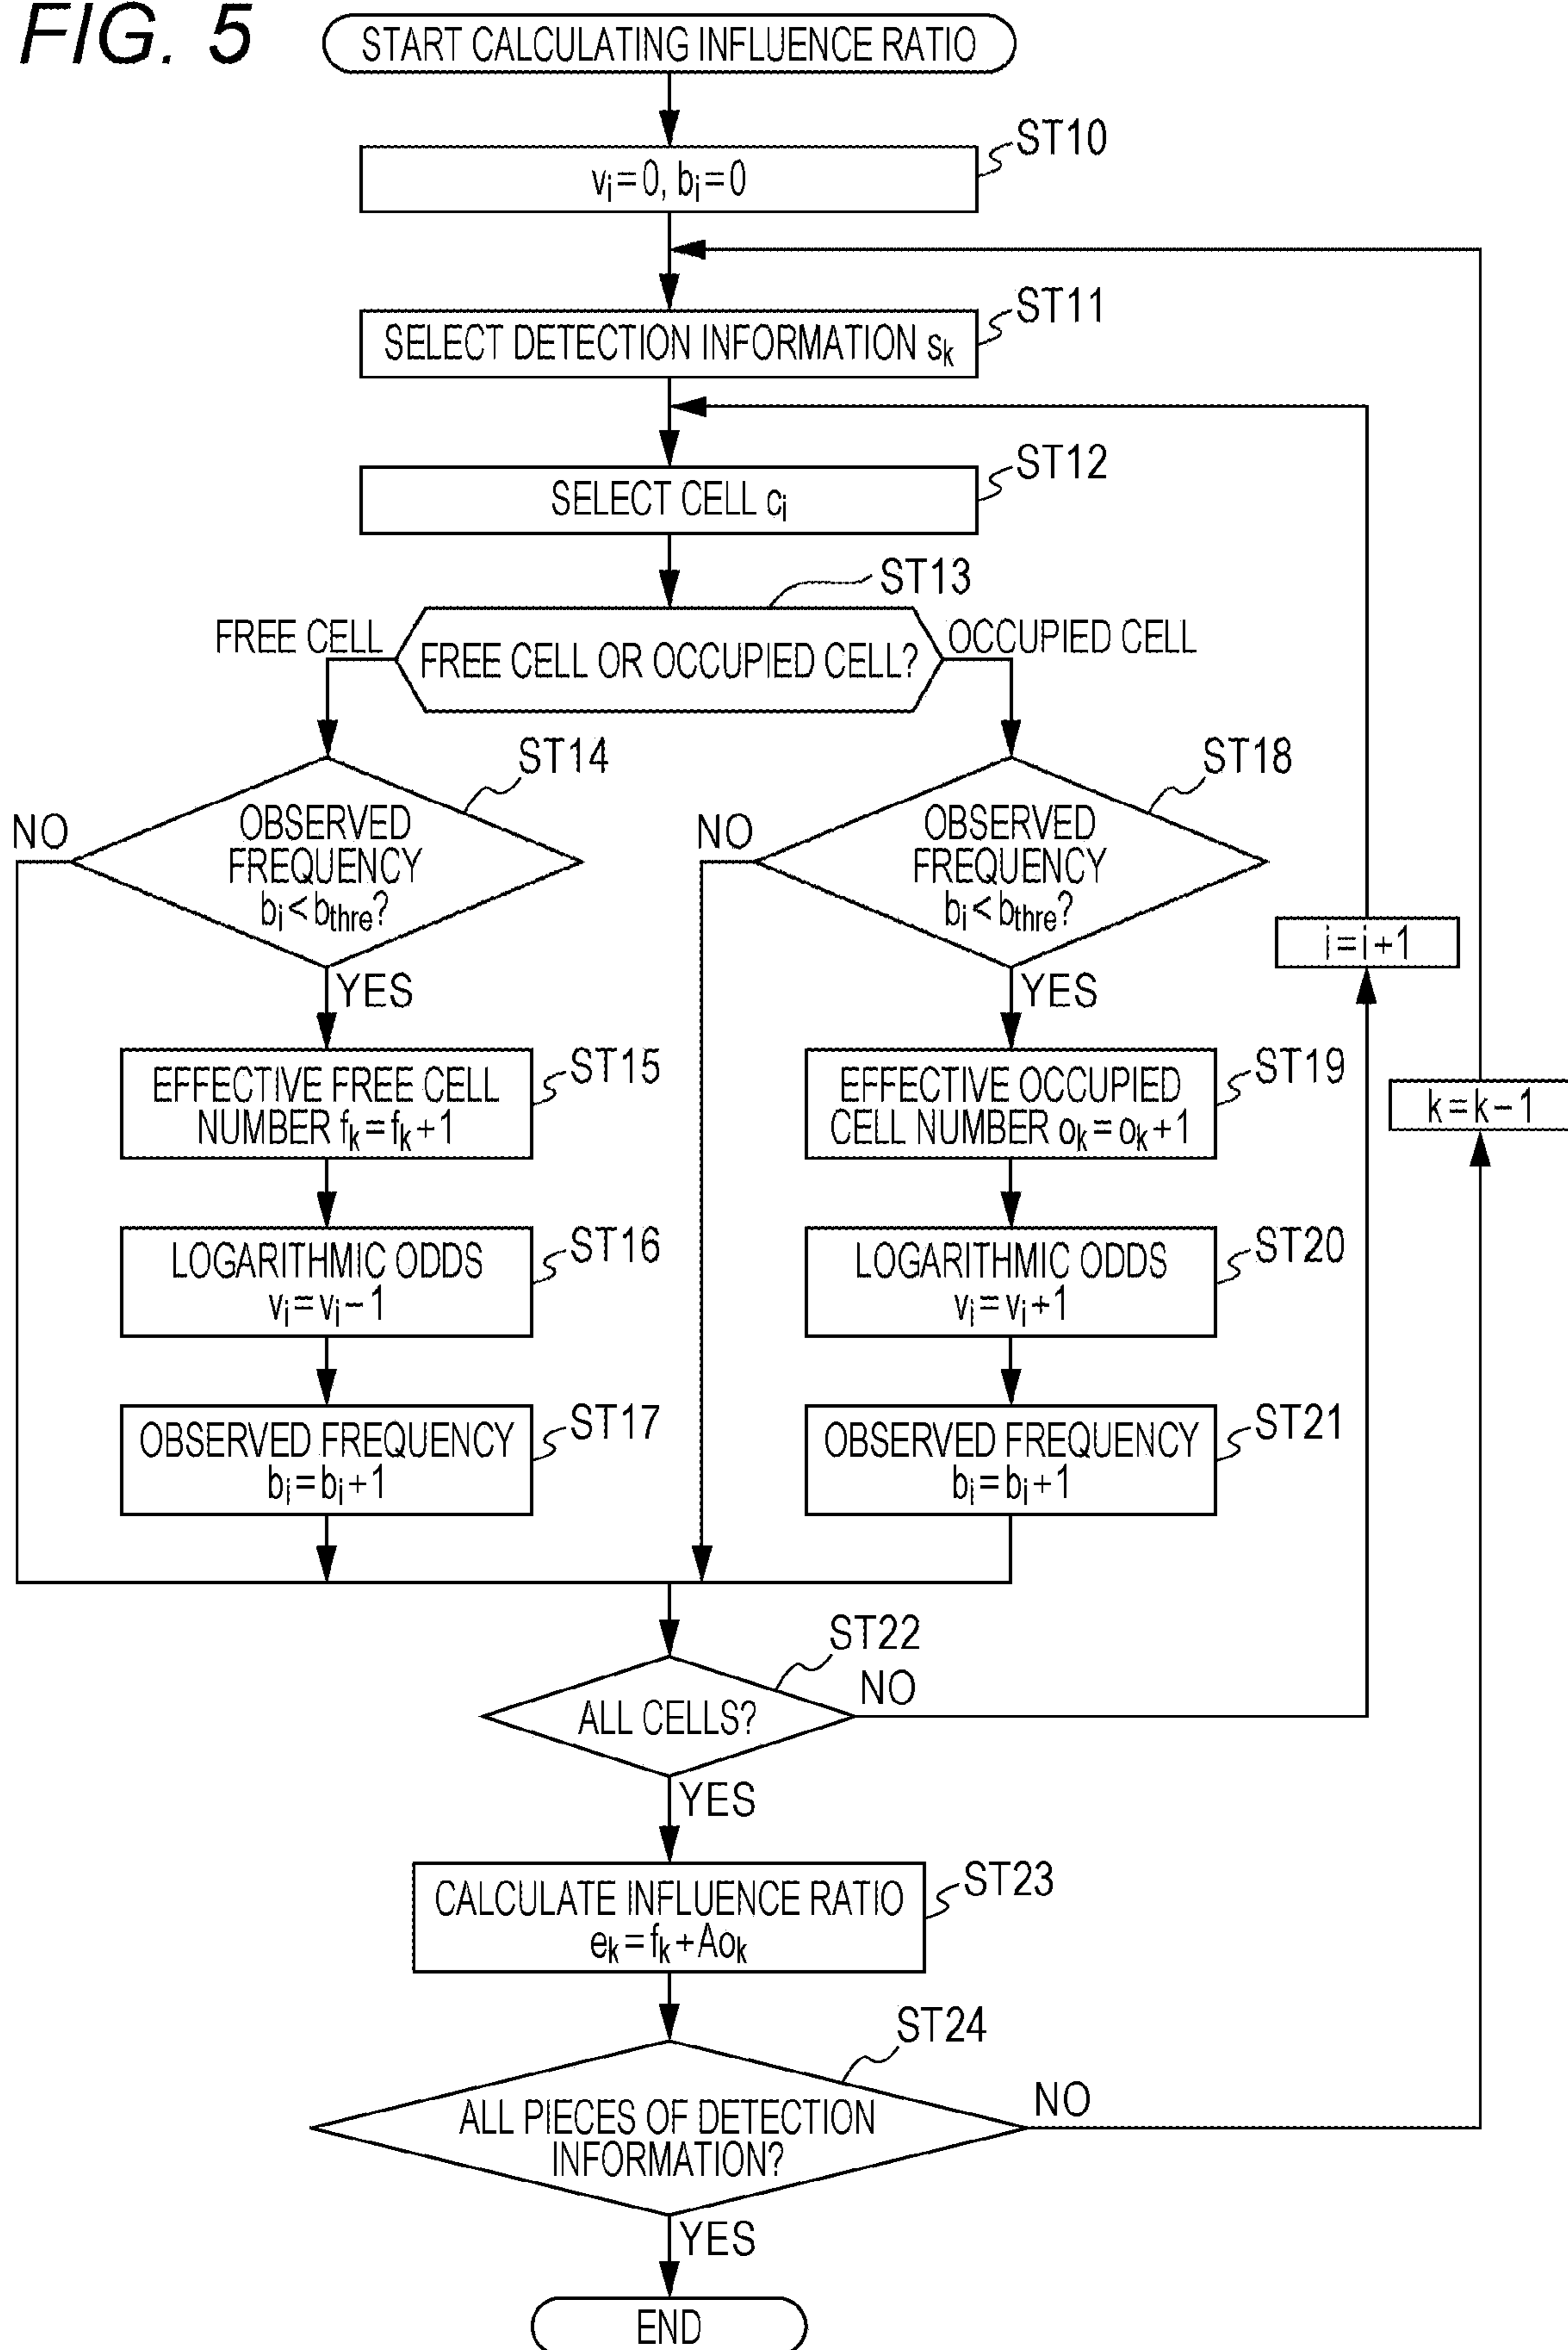 FIG. 5
START CALCULATING INFLUENCE RATIO
ST10
vi=0, bi=0
ST11
SELECT DETECTION INFORMATION sk
ST12
SELECT CELL ci
ST13
FREE CELL
FREE CELL OR OCCUPIED CELL?
OCCUPIED CELL
ST14
NO
OBSERVED
FREQUENCY
bi<bthre?
YES
ST18
NO
OBSERVED
FREQUENCY
bi<bthre?
YES
i=i+1
ST15
EFFECTIVE FREE CELL
NUMBER fk=fk+1
ST19
EFFECTIVE OCCUPIED
CELL NUMBER ok=ok+1
k=k-1
ST16
LOGARITHMIC ODDS
vi=vi-1
ST20
LOGARITHMIC ODDS
vi=vi+1
ST17
OBSERVED FREQUENCY
bi=bi+1
ST21
OBSERVED FREQUENCY
bi=bi+1
ST22
ALL CELLS?
NO
YES
ST23
CALCULATE INFLUENCE RATIO
ek=fk+Aok
ST24
ALL PIECES OF DETECTION
INFORMATION?
NO
YES
END